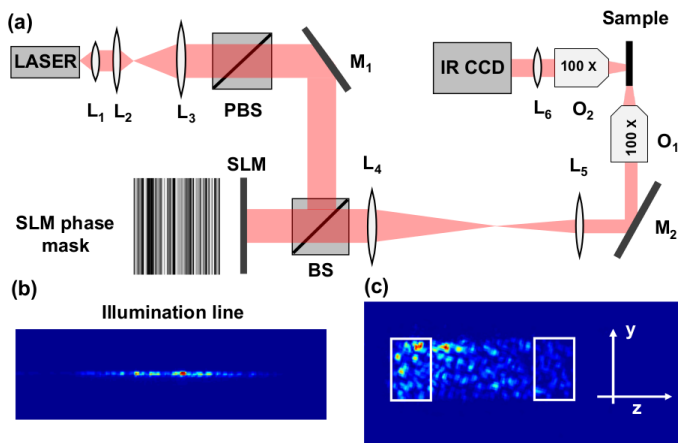 (a)
LASER
L1
L2
L3
PBS
M1
Sample
IR CCD
L6
100 X
O2
100 X
O1
SLM phase
mask
SLM
BS
L4
L5
M2
(b)
Illumination line
(c)
y
z